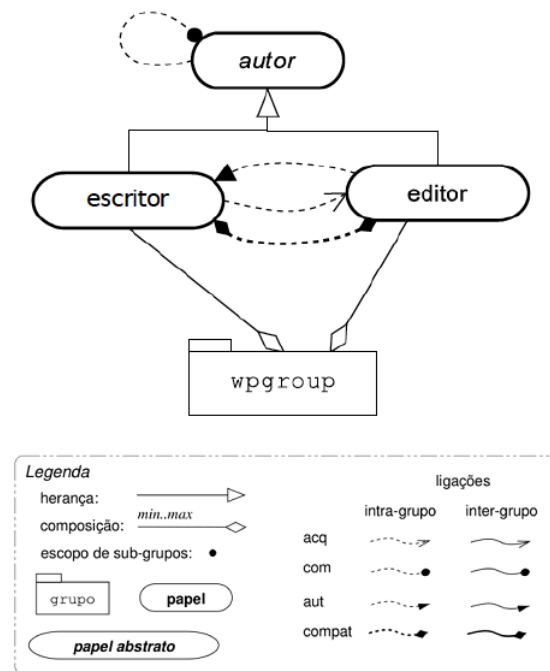 autor
escritor
editor
wpgroup
Legenda
herança:
composição: min..max
escopo de sub-grupos:
grupo
papel
papel abstrato
ligações
intra-grupo inter-grupo
acq
com
aut
compat